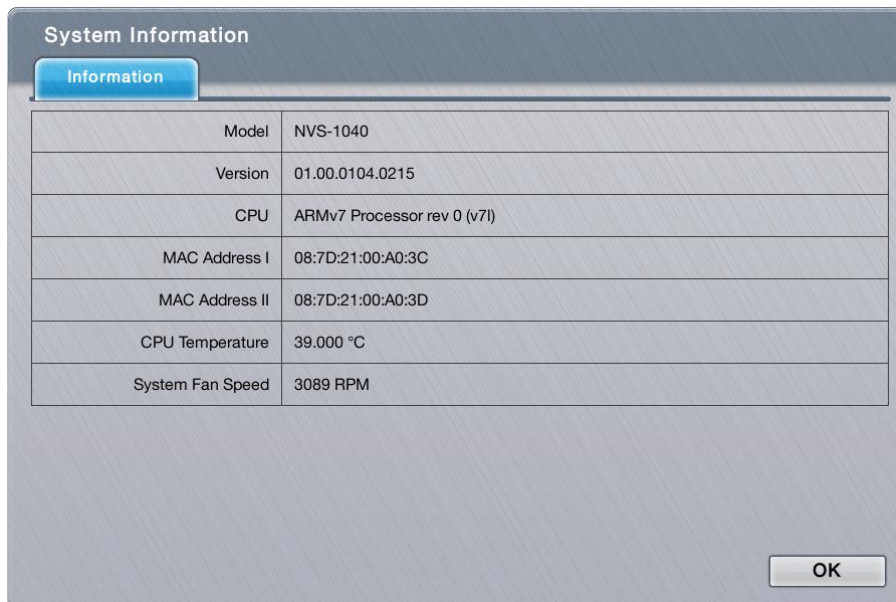 System Information
Information
Model NVS-1040
Version 01.00.0104.0215
CPU ARMv7 Processor rev 0 (v7l)
MAC Address I 08:7D:21:00:A0:3C
MAC Address II 08:7D:21:00:A0:3D
CPU Temperature 39.000 °C
System Fan Speed 3089 RPM
OK